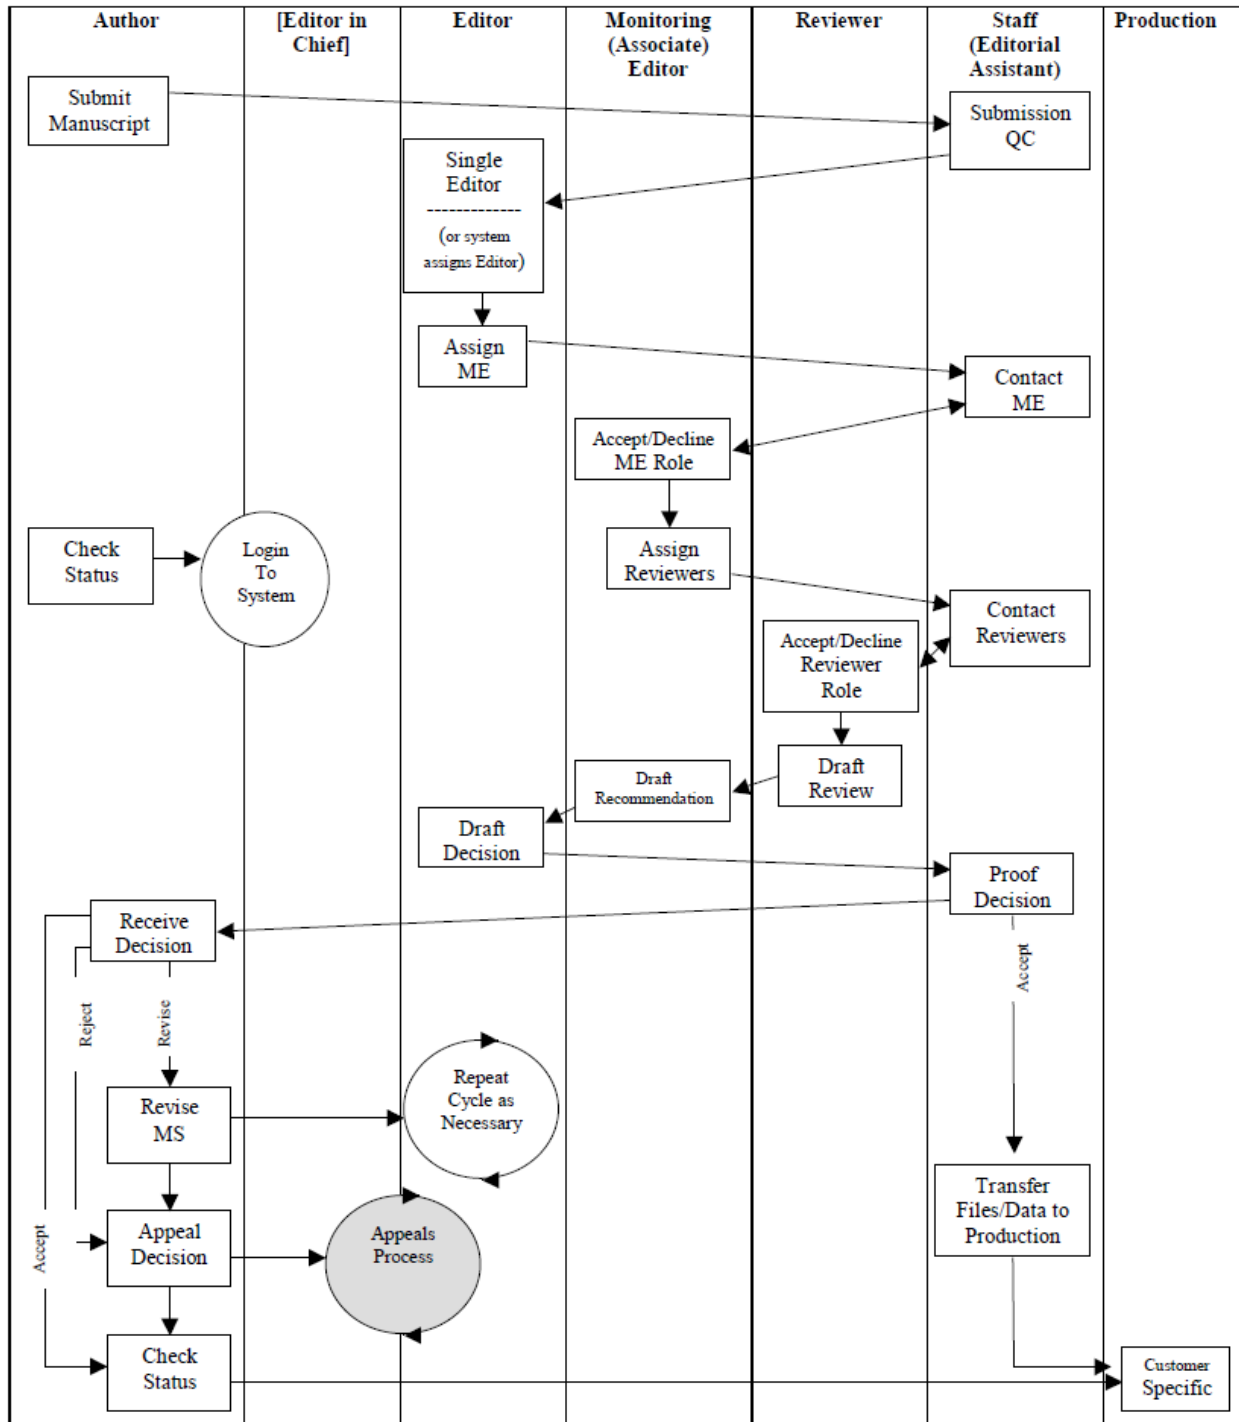 Author
[Editor in
Chief]
Editor
Monitoring
(Associate)
Editor
Reviewer
Staff
(Editorial
Assistant)
Production
Submit
Manuscript
Submission
QC
Single
Editor
-------------
(or system
assigns Editor)
Assign
ME
Contact
ME
Accept/Decline
ME Role
Check
Status
Login
To
System
Assign
Reviewers
Contact
Reviewers
Accept/Decline
Reviewer
Role
Draft
Review
Draft
Recommendation
Draft
Decision
Proof
Decision
Receive
Decision
Accept
Reject
Revise
Repeat
Cycle as
Necessary
Revise
MS
Transfer
Files/Data to
Production
Appeal
Decision
Appeals
Process
Accept
Check
Status
Customer
Specific